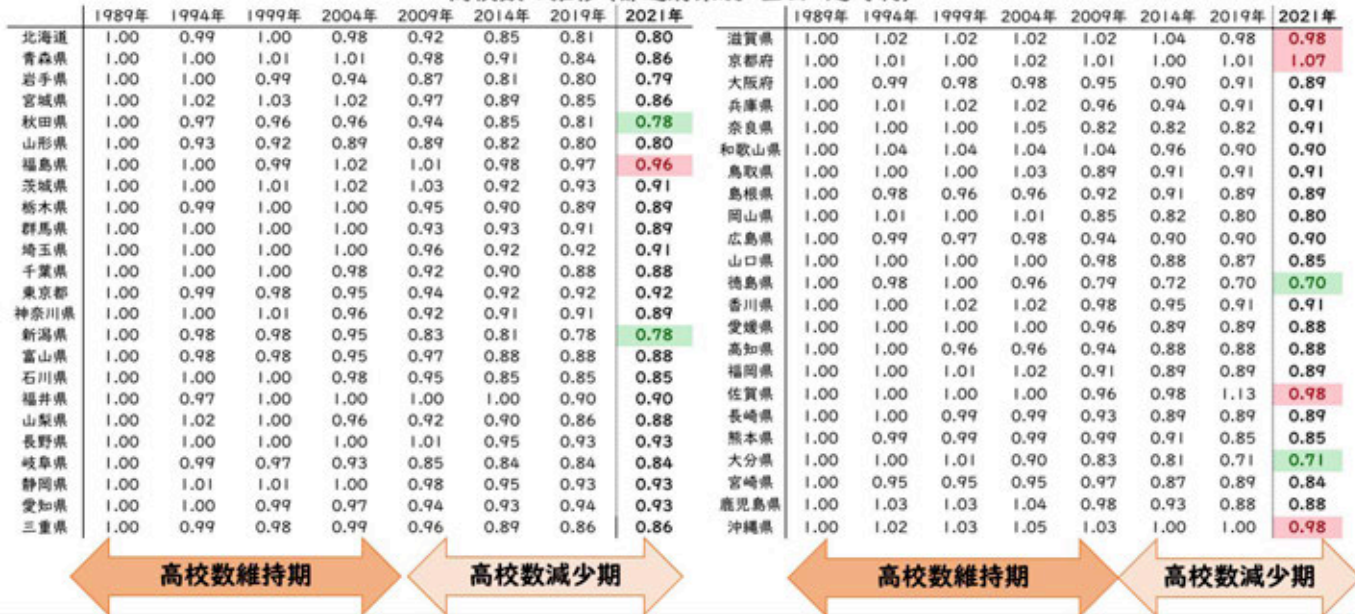 1989年 1994年 1999年 2004年 2009年 2014年 2019年 2021年
北海道 1.00 0.99 1.00 0.98 0.92 0.85 0.81 0.80
青森県 1.00 1.00 1.01 1.01 0.98 0.91 0.84 0.86
岩手県 1.00 1.00 0.99 0.94 0.87 0.81 0.80 0.79
宮城県 1.00 1.02 1.03 1.02 0.97 0.89 0.85 0.86
秋田県 1.00 0.97 0.96 0.96 0.94 0.85 0.81 0.78
山形県 1.00 0.93 0.92 0.89 0.89 0.82 0.80 0.80
福島県 1.00 1.00 0.99 1.02 1.01 0.98 0.97 0.96
茨城県 1.00 1.00 1.01 1.02 1.03 0.92 0.93 0.91
栃木県 1.00 0.99 1.00 1.00 0.95 0.90 0.89 0.89
群馬県 1.00 1.00 1.00 1.00 0.93 0.93 0.91 0.89
埼玉県 1.00 1.00 1.00 1.00 0.96 0.92 0.92 0.91
千葉県 1.00 1.00 1.00 0.98 0.92 0.90 0.88 0.88
東京都 1.00 0.99 0.98 0.95 0.94 0.92 0.92 0.92
神奈川県 1.00 1.00 1.01 0.96 0.92 0.91 0.91 0.89
新潟県 1.00 0.98 0.98 0.95 0.83 0.81 0.78 0.78
富山県 1.00 0.98 0.98 0.95 0.97 0.88 0.88 0.88
石川県 1.00 1.00 1.00 0.98 0.95 0.85 0.85 0.85
福井県 1.00 0.97 1.00 1.00 1.00 1.00 0.90 0.90
山梨県 1.00 1.02 1.00 0.96 0.92 0.90 0.86 0.88
長野県 1.00 1.00 1.00 1.00 1.01 0.95 0.93 0.93
岐阜県 1.00 0.99 0.97 0.93 0.85 0.84 0.84 0.84
静岡県 1.00 1.01 1.01 1.00 0.98 0.95 0.93 0.93
愛知県 1.00 1.00 0.99 0.97 0.94 0.93 0.94 0.93
三重県 1.00 0.99 0.98 0.99 0.96 0.89 0.86 0.86
高校数維持期 高校数減少期
1989年 1994年 1999年 2004年 2009年 2014年 2019年 2021年
滋賀県 1.00 1.02 1.02 1.02 1.02 1.04 0.98 0.98
京都府 1.00 1.01 1.00 1.02 1.01 1.00 1.01 1.07
大阪府 1.00 0.99 0.98 0.98 0.95 0.90 0.91 0.89
兵庫県 1.00 1.01 1.02 1.02 0.96 0.94 0.91 0.91
奈良県 1.00 1.00 1.00 1.05 0.82 0.82 0.82 0.91
和歌山県 1.00 1.04 1.04 1.04 1.04 0.96 0.90 0.90
鳥取県 1.00 1.00 1.00 1.03 0.89 0.91 0.91 0.91
島根県 1.00 0.98 0.96 0.96 0.92 0.91 0.89 0.89
岡山県 1.00 1.01 1.00 1.01 0.85 0.82 0.80 0.80
広島県 1.00 0.99 0.97 0.98 0.94 0.90 0.90 0.90
山口県 1.00 1.00 1.00 1.00 0.98 0.88 0.87 0.85
徳島県 1.00 0.98 1.00 0.96 0.79 0.72 0.70 0.70
香川県 1.00 1.00 1.02 1.02 0.98 0.95 0.91 0.91
愛媛県 1.00 1.00 1.00 1.00 0.96 0.89 0.89 0.88
高知県 1.00 1.00 0.96 0.96 0.94 0.88 0.88 0.88
福岡県 1.00 1.00 1.01 1.02 0.91 0.89 0.89 0.89
佐賀県 1.00 1.00 1.00 1.00 0.96 0.98 1.13 0.98
長崎県 1.00 1.00 0.99 0.99 0.93 0.89 0.89 0.89
熊本県 1.00 0.99 0.99 0.99 0.99 0.91 0.85 0.85
大分県 1.00 1.00 1.01 0.90 0.83 0.81 0.71 0.71
宮崎県 1.00 0.95 0.95 0.95 0.97 0.87 0.89 0.84
鹿児島県 1.00 1.03 1.03 1.04 0.98 0.93 0.88 0.88
沖縄県 1.00 1.02 1.03 1.05 1.03 1.00 1.00 0.98
高校数維持期 高校数減少期